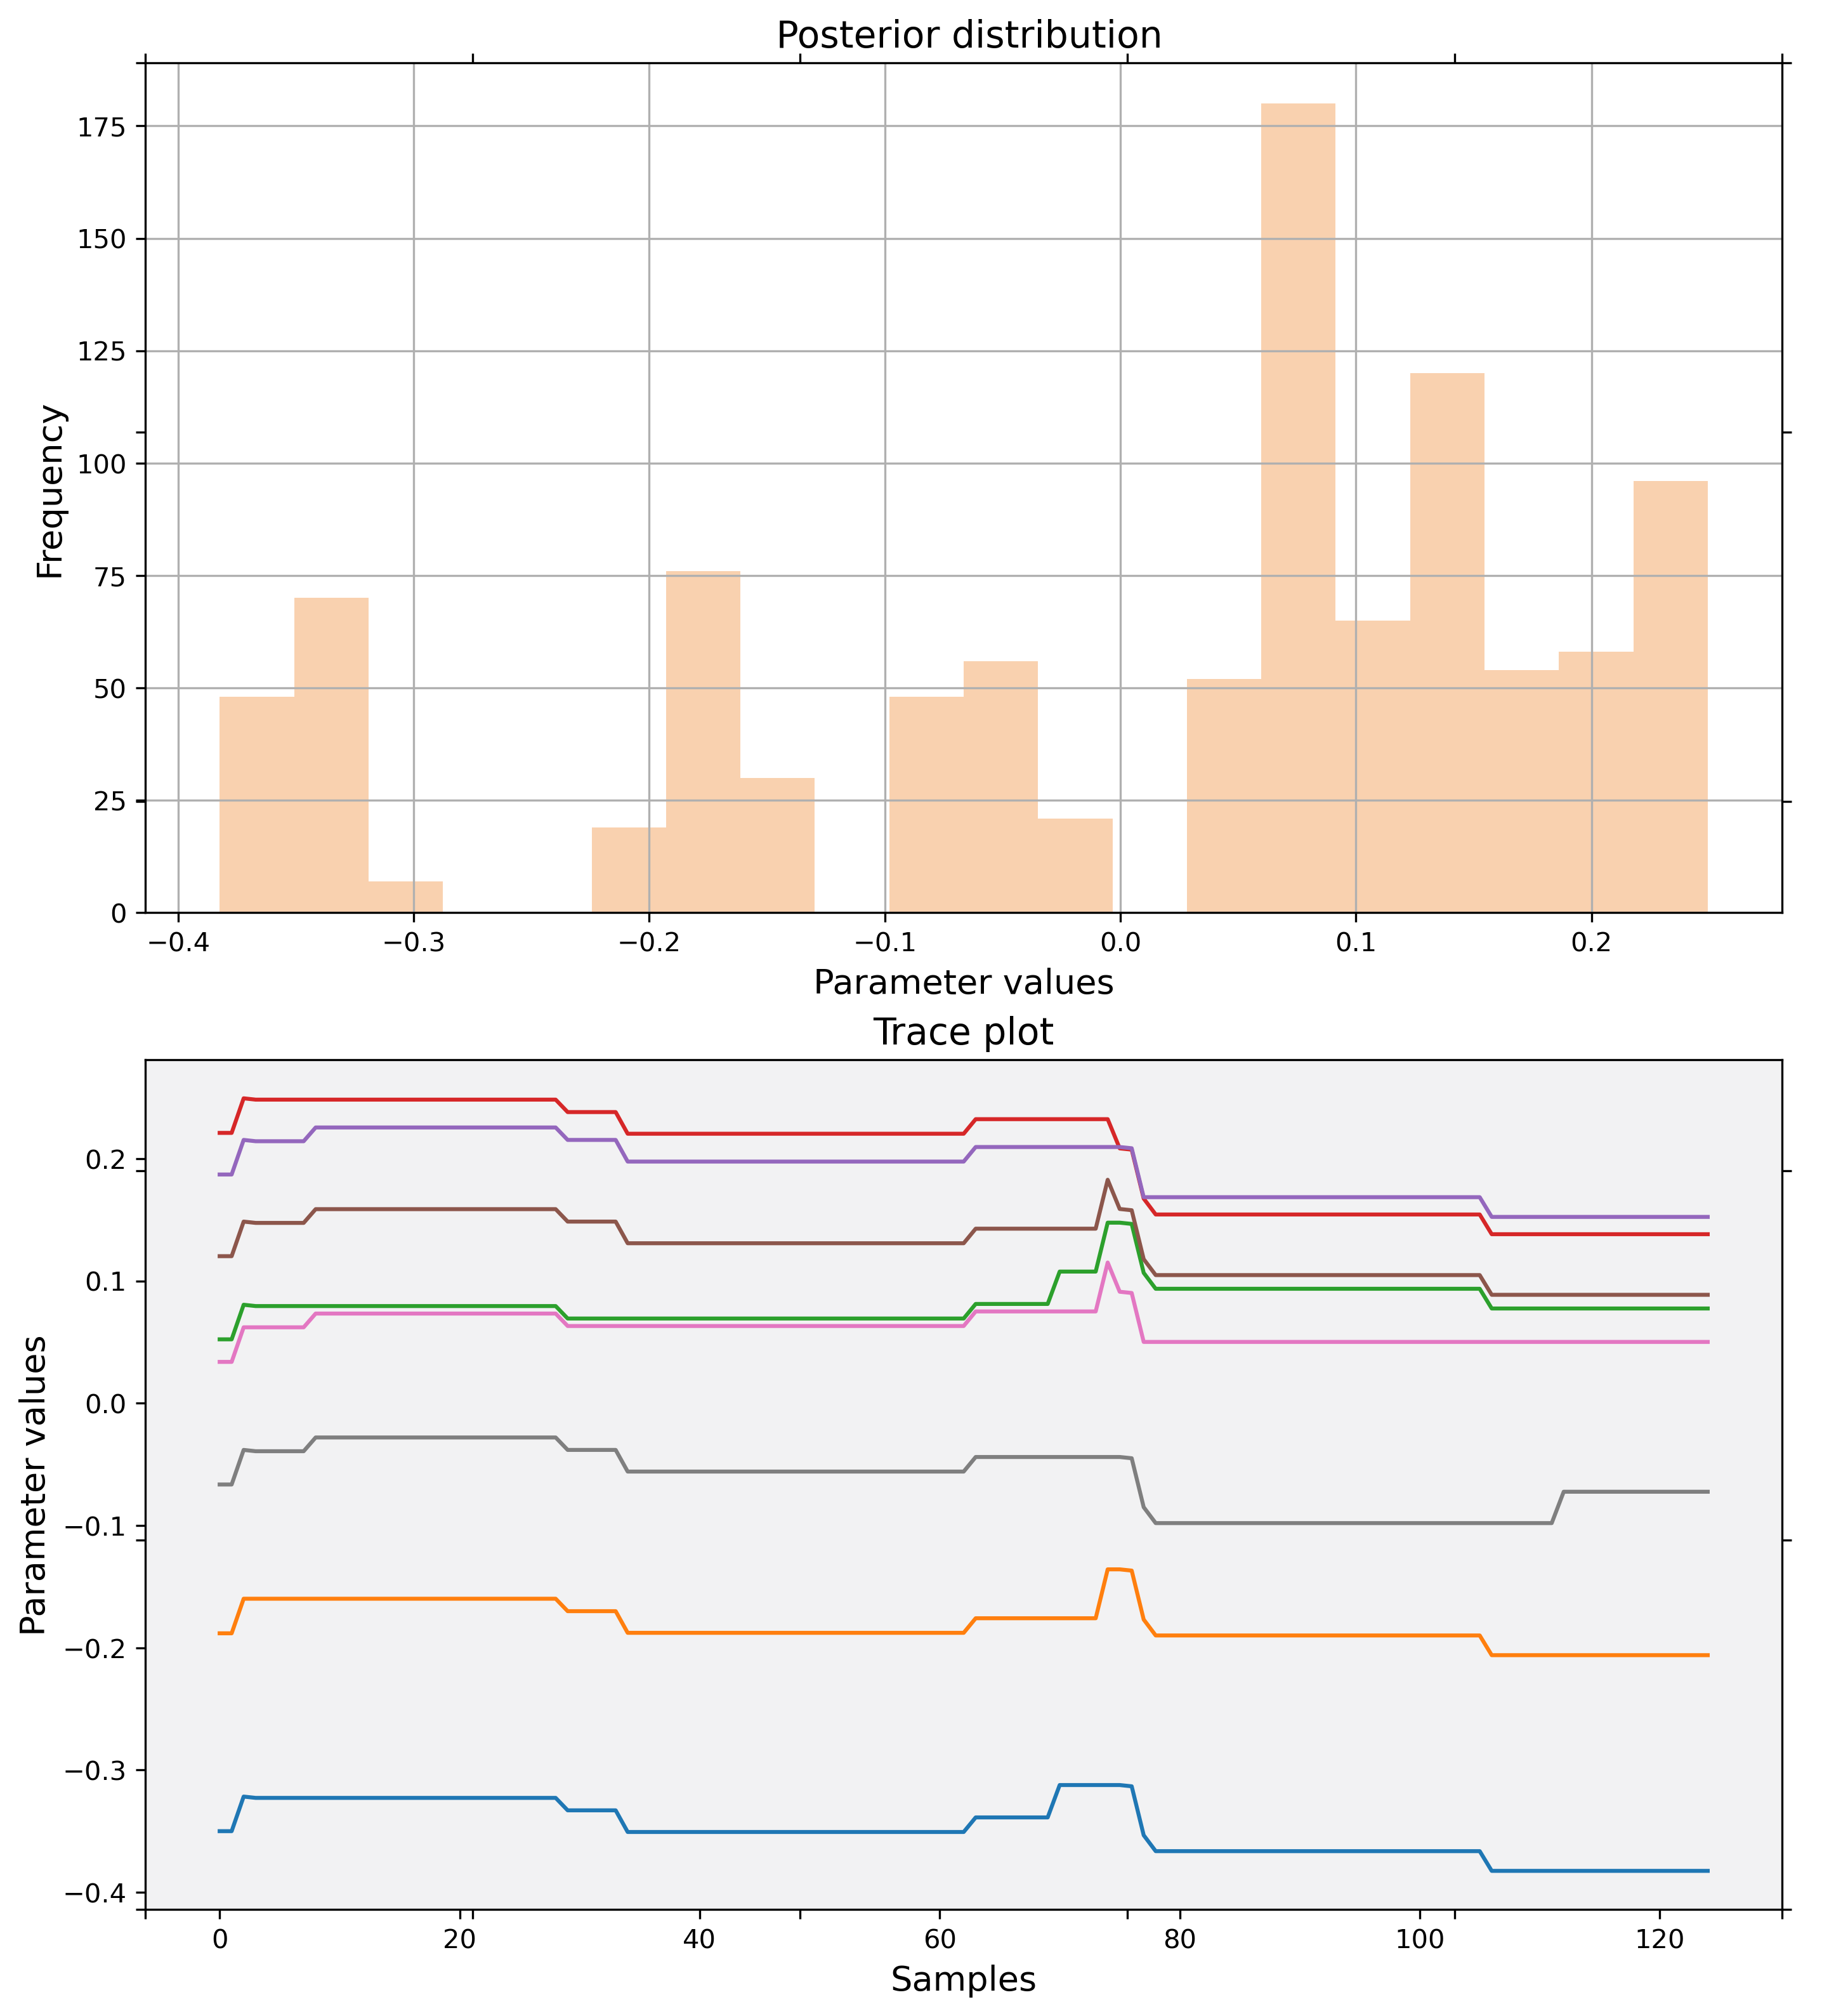 Posterior distribution
Frequency
175
150
125
100
75
50
25
0
−0.4 −0.3 −0.2 −0.1 0.0 0.1 0.2
Parameter values
Trace plot
Parameter values
0.2
0.1
0.0
−0.1
−0.2
−0.3
−0.4
0 20 40 60 80 100 120
Samples